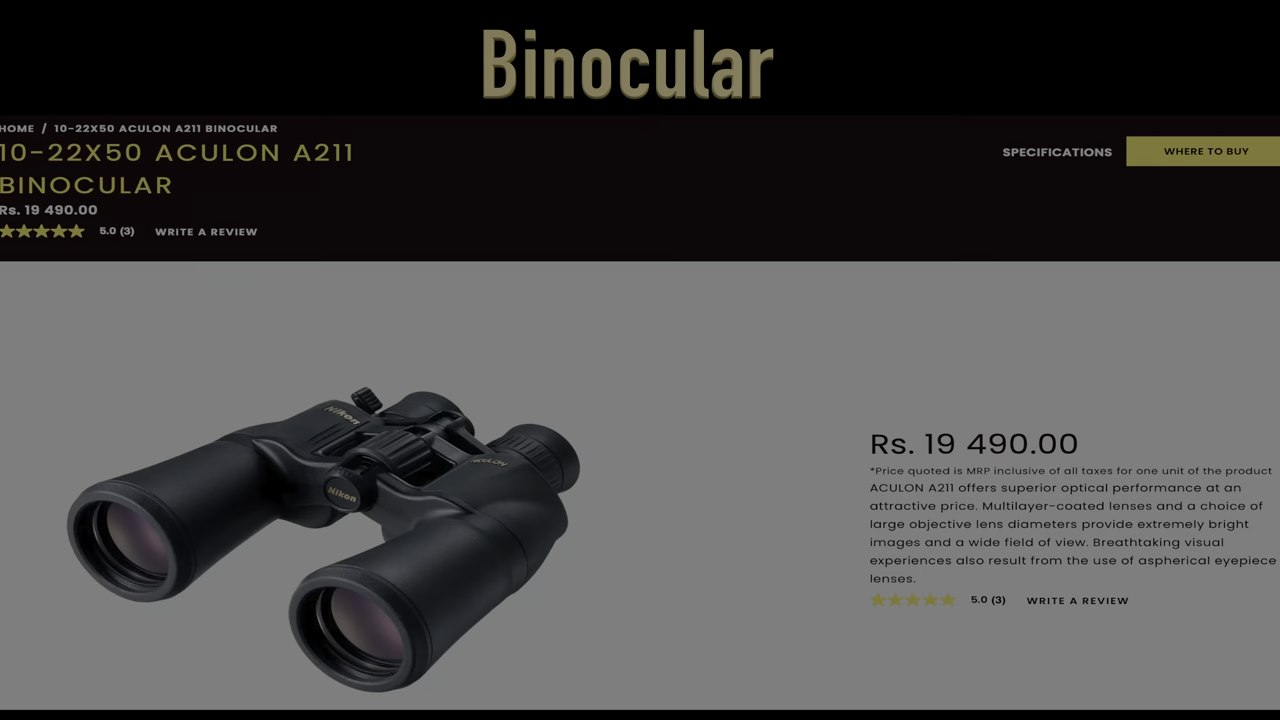 Binocular
HOME / 10-22X50 ACULON A211 BINOCULAR
10-22X50 ACULON A211
BINOCULAR
SPECIFICATIONS
WHERE TO BUY
Rs. 19 490.00
5.0 (3) WRITE A REVIEW
Nikon
ACULON
Nikon
Rs. 19 490.00
*Price quoted is MRP inclusive of all taxes for one unit of the product
ACULON A211 offers superior optical performance at an
attractive price. Multilayer-coated lenses and a choice of
large objective lens diameters provide extremely bright
images and a wide field of view. Breathtaking visual
experiences also result from the use of aspherical eyepiece
lenses.
5.0 (3) WRITE A REVIEW